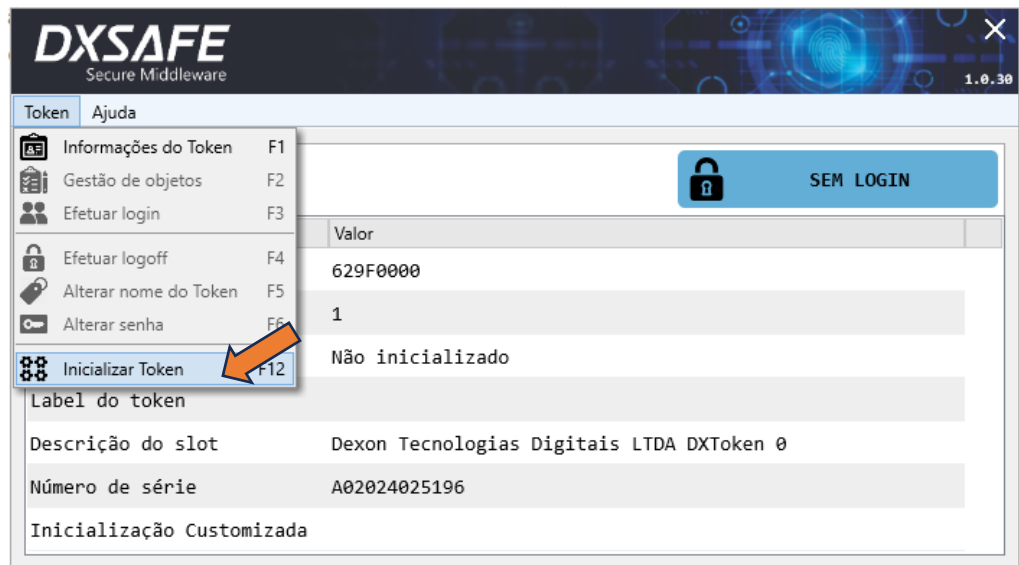 DXSAFE
Secure Middleware
1.0.30
Token Ajuda
Informações do Token F1
Gestão de objetos F2
Efetuar login F3
Efetuar logoff F4
Alterar nome do Token F5
Alterar senha F6
Inicializar Token F12
SEM LOGIN
Valor
629F0000
1
Não inicializado
Label do token
Descrição do slot Dexon Tecnologias Digitais LTDA DXToken 0
Número de série A02024025196
Inicialização Customizada